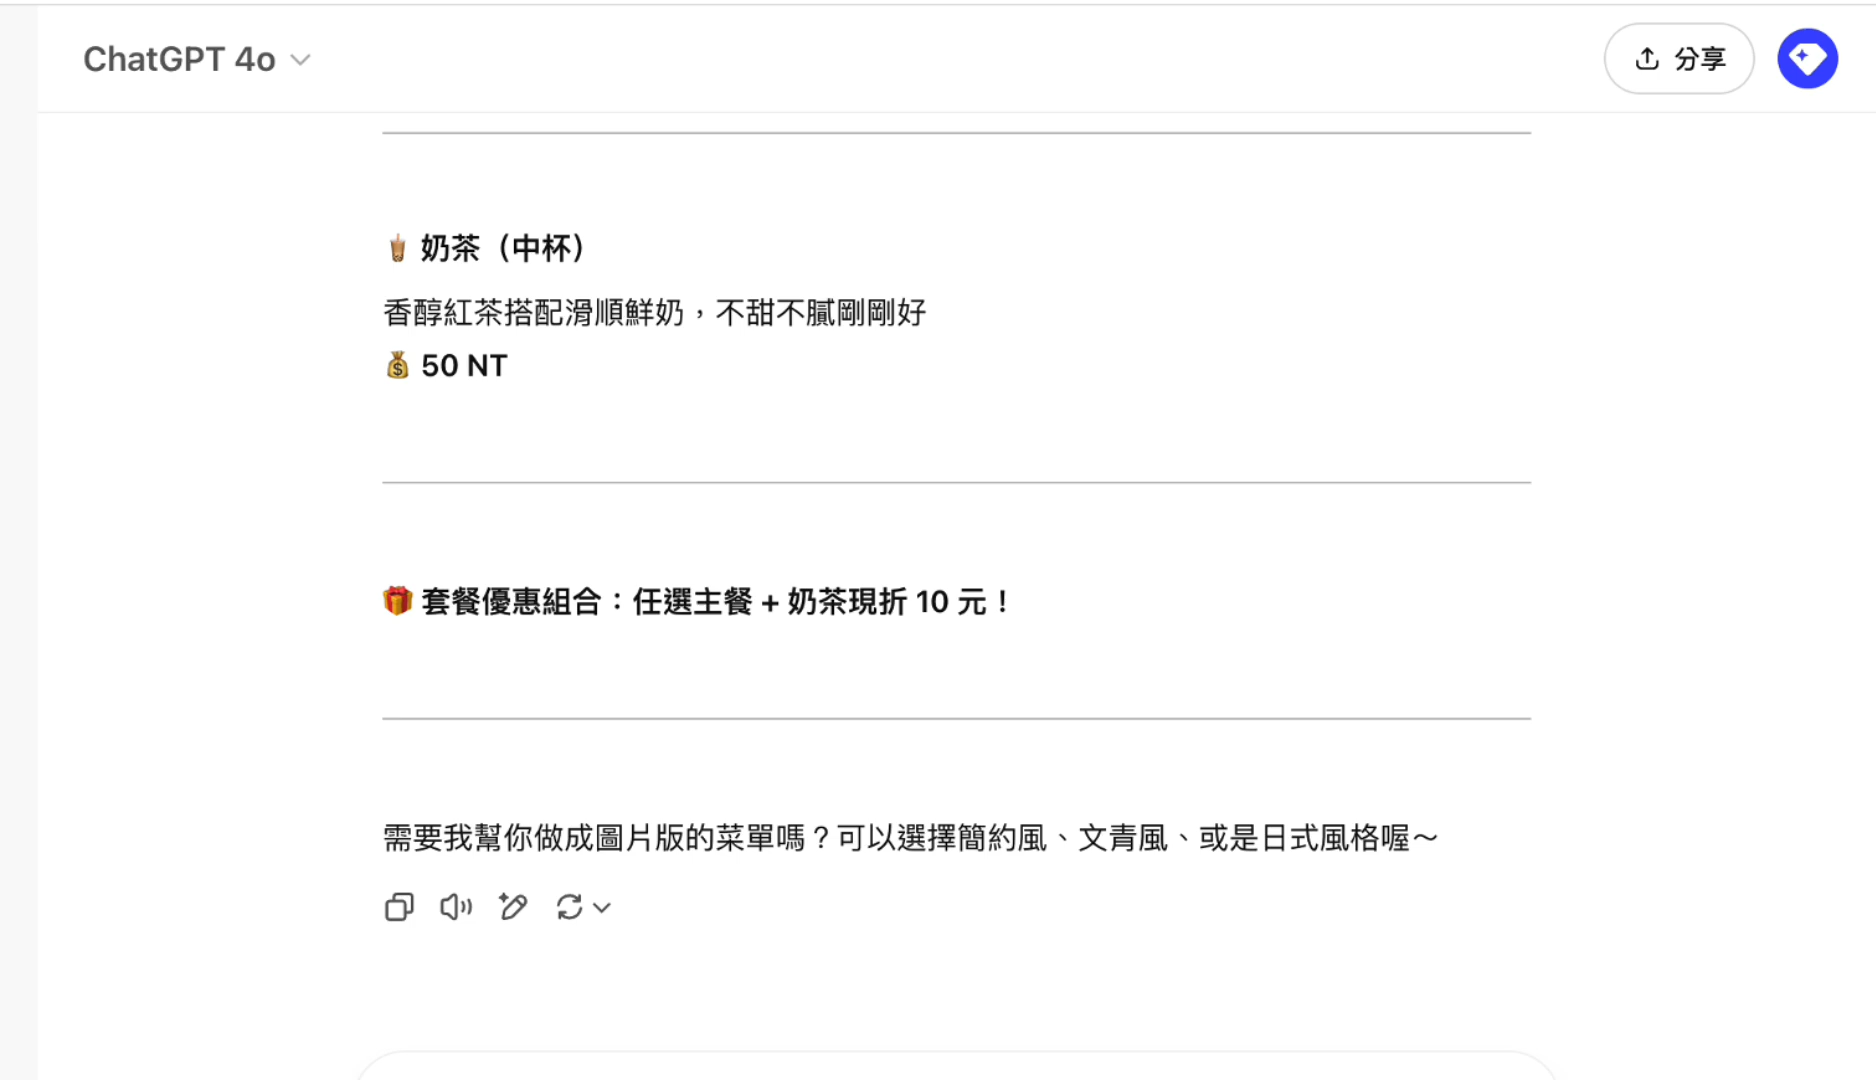 ChatGPT 4o
分享
🧋 奶茶（中杯）
香醇紅茶搭配滑順鮮奶，不甜不膩剛剛好
💰 50 NT
🎁 套餐優惠組合：任選主餐 + 奶茶現折 10 元！
需要我幫你做成圖片版的菜單嗎？可以選擇簡約風、文青風、或是日式風格喔～